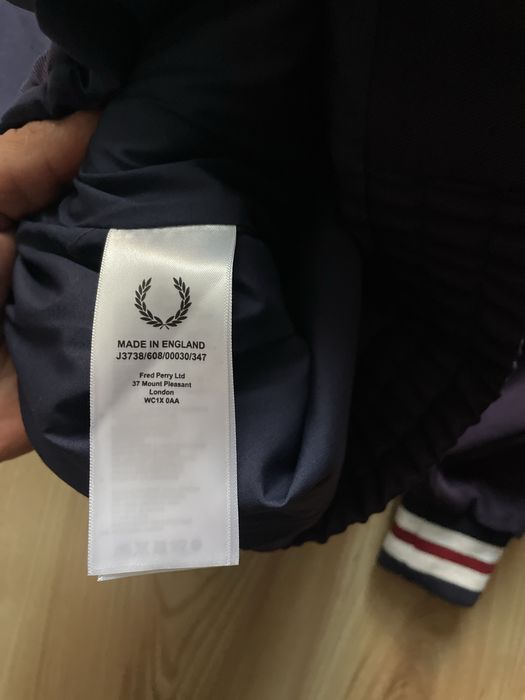 MADE IN ENGLAND
J3738/608/00030/347
Fred Perry Ltd
37 Mount Pleasant
London
WC1X 0AA